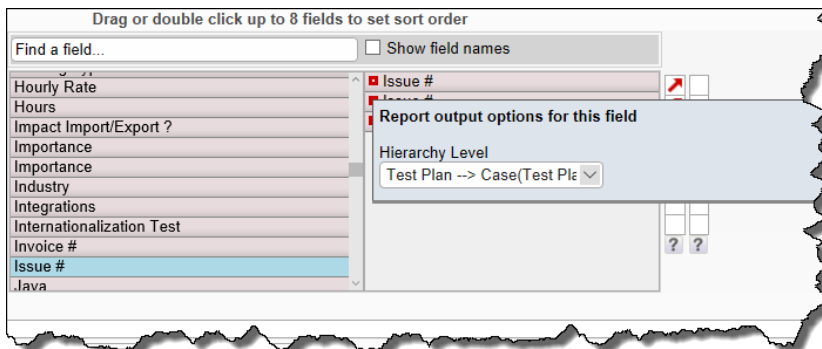 Drag or double click up to 8 fields to set sort order
Find a field...
Show field names
Hourly Rate
Hours
Impact Import/Export ?
Importance
Importance
Industry
Integrations
Internationalization Test
Invoice #
Issue #
Java
Issue #
Issue #
Report output options for this field
Hierarchy Level
Test Plan --> Case(Test Pla
? ?